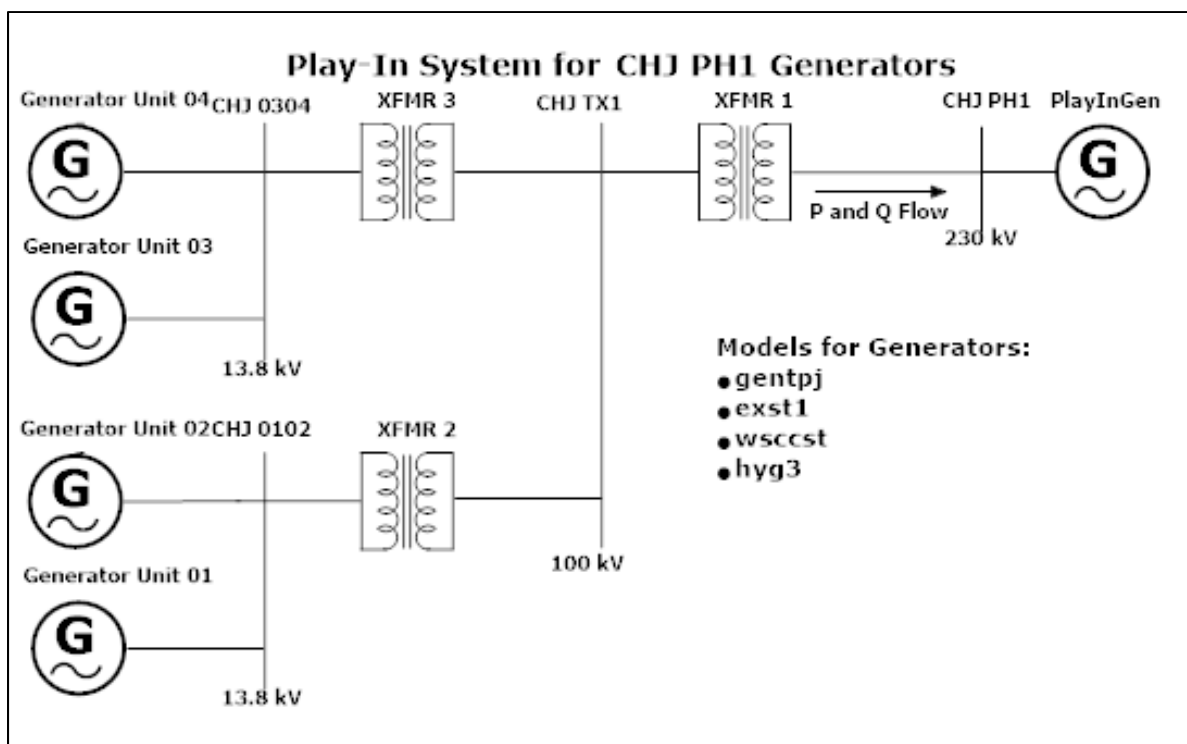 Play-In System for CHJ PH1 Generators
Generator Unit 04 CHJ 0304 XFMR 3 CHJ TX1 XFMR 1 CHJ PH1 PlayInGen
G
G
P and Q Flow
Generator Unit 03
230 kV
G
13.8 kV
Models for Generators:
•gentpj
•exst1
•wsccst
•hyg3
Generator Unit 02CHJ 0102 XFMR 2
G
100 kV
Generator Unit 01
G
13.8 kV